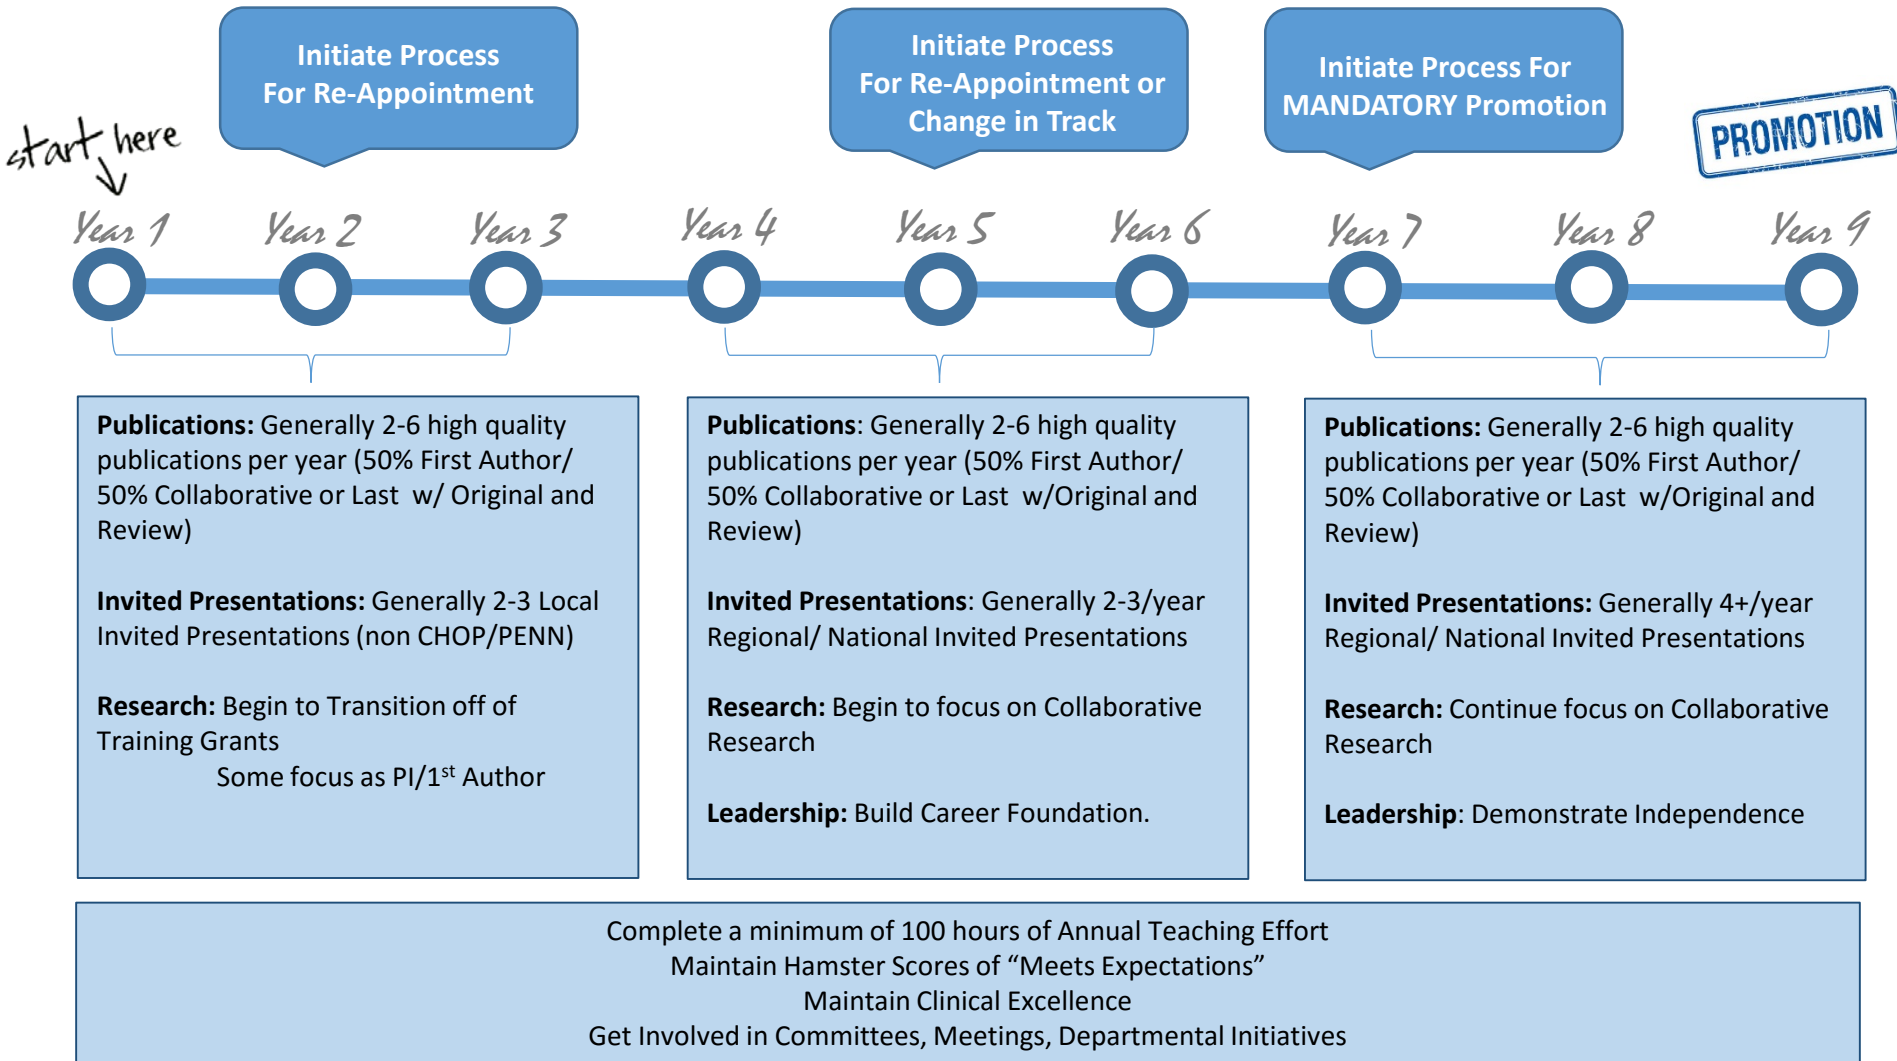 Initiate Process
For Re-Appointment
Initiate Process
For Re-Appointment or
Change in Track
Initiate Process For
MANDATORY Promotion
PROMOTION
start here
Year 1
Year 2
Year 3
Year 4
Year 5
Year 6
Year 7
Year 8
Year 9
Publications: Generally 2-6 high quality
publications per year (50% First Author/
50% Collaborative or Last w/ Original and
Review)
Invited Presentations: Generally 2-3 Local
Invited Presentations (non CHOP/PENN)
Research: Begin to Transition off of
Training Grants
Some focus as PI/1st Author
Publications: Generally 2-6 high quality
publications per year (50% First Author/
50% Collaborative or Last w/Original and
Review)
Invited Presentations: Generally 2-3/year
Regional/ National Invited Presentations
Research: Begin to focus on Collaborative
Research
Leadership: Build Career Foundation.
Publications: Generally 2-6 high quality
publications per year (50% First Author/
50% Collaborative or Last w/Original and
Review)
Invited Presentations: Generally 4+/year
Regional/ National Invited Presentations
Research: Continue focus on Collaborative
Research
Leadership: Demonstrate Independence
Complete a minimum of 100 hours of Annual Teaching Effort
Maintain Hamster Scores of “Meets Expectations”
Maintain Clinical Excellence
Get Involved in Committees, Meetings, Departmental Initiatives